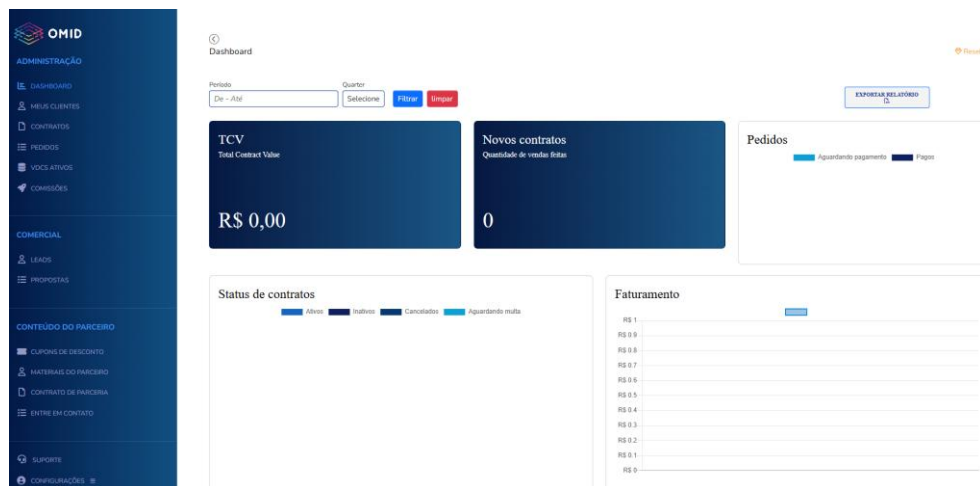 OMID
ADMINISTRAÇÃO
DASHBOARD
MEUS CLIENTES
CONTRATOS
PEDIDOS
VDCS ATIVOS
COMISSÕES
COMERCIAL
LEADS
PROPOSTAS
CONTEÚDO DO PARCEIRO
CUPONS DE DESCONTO
MATERIAIS DO PARCEIRO
CONTRATO DE PARCERIA
ENTRE EM CONTATO
SUPORTE
CONFIGURAÇÕES
Dashboard
Período
Quarter
De - Até
Selecione
Filtrar
limpar
EXPORTAR RELATÓRIO
TCV
Total Contract Value
R$ 0,00
Novos contratos
Quantidade de vendas feitas
0
Pedidos
Aguardando pagamento
Pagos
Status de contratos
Ativos
Inativos
Cancelados
Aguardando multa
Faturamento
R$ 1
R$ 0.9
R$ 0.8
R$ 0.7
R$ 0.6
R$ 0.5
R$ 0.4
R$ 0.3
R$ 0.2
R$ 0.1
R$ 0